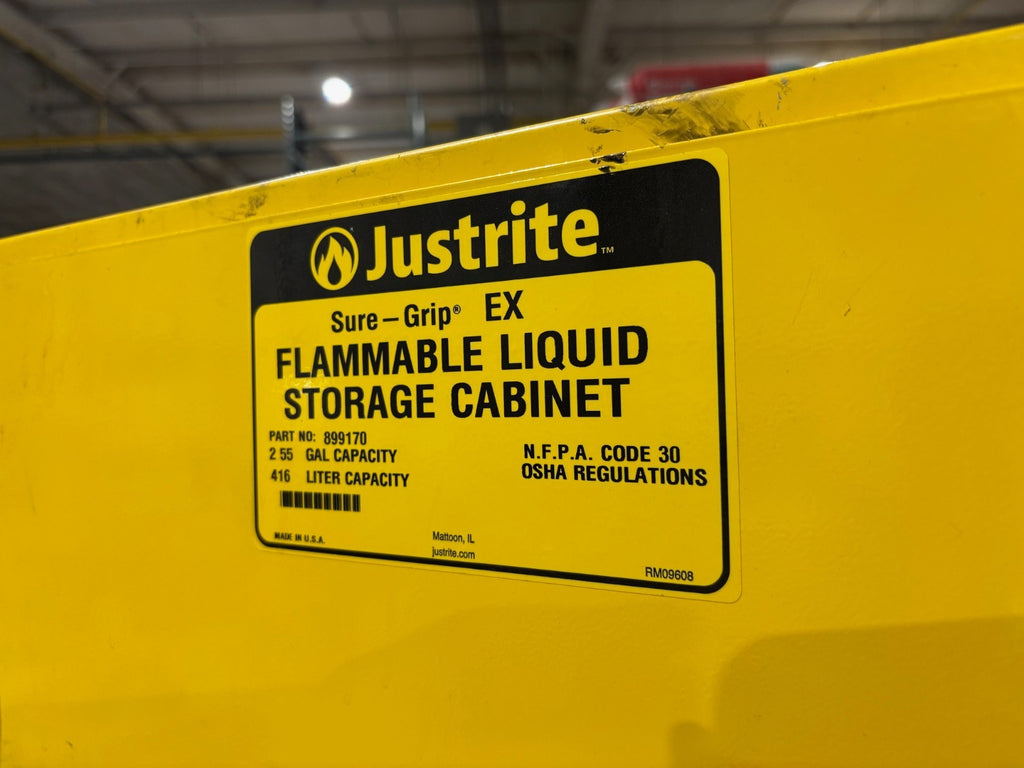 Justrite™
Sure–Grip® EX
FLAMMABLE LIQUID
STORAGE CABINET
PART NO: 899170
2 55 GAL CAPACITY
416 LITER CAPACITY
N.F.P.A. CODE 30
OSHA REGULATIONS
MADE IN U.S.A.
Mattoon, IL
justrite.com
RM09608